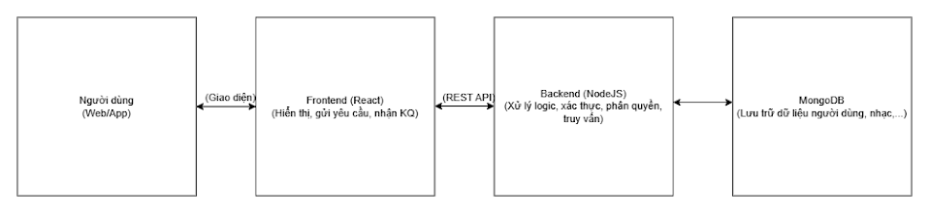 Người dùng
(Web/App)
(Giao diện)
Frontend (React)
(Hiển thị, gửi yêu cầu, nhận KQ)
(REST API)
Backend (NodeJS)
(Xử lý logic, xác thực, phân quyền,
truy vấn)
MongoDB
(Lưu trữ dữ liệu người dùng, nhạc,...)